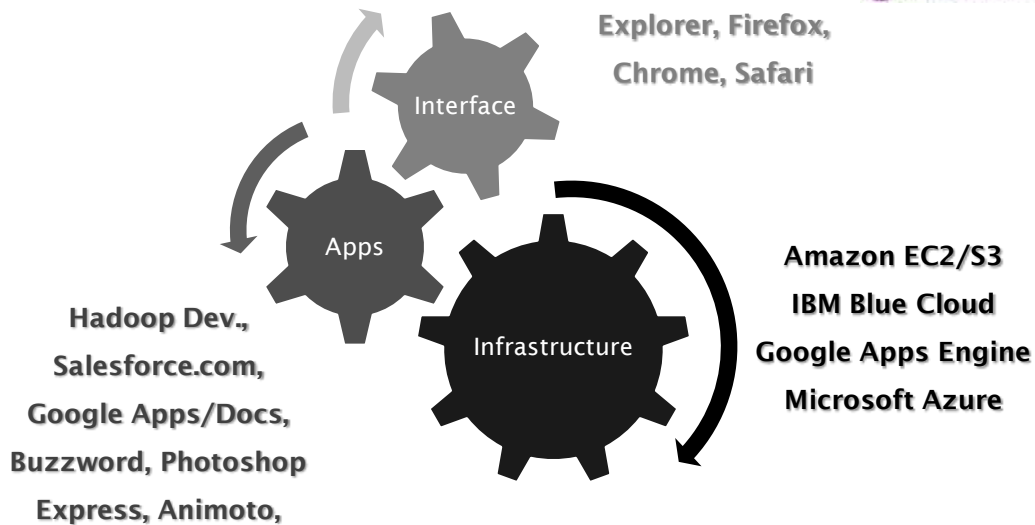 Explorer, Firefox,
Chrome, Safari
Interface
Apps
Infrastructure
Amazon EC2/S3
IBM Blue Cloud
Google Apps Engine
Microsoft Azure
Hadoop Dev.,
Salesforce.com,
Google Apps/Docs,
Buzzword, Photoshop
Express, Animoto,